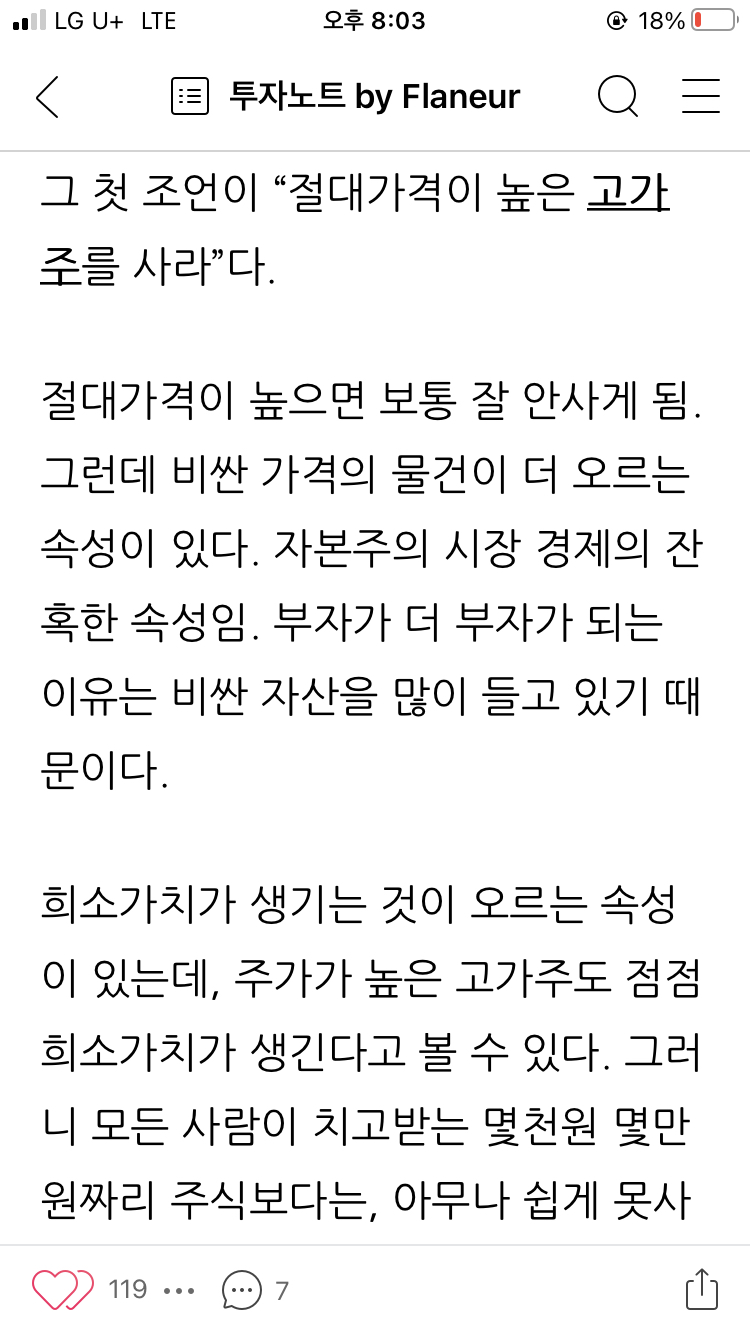 LG U+ LTE 오후 8:03 18%
투자노트 by Flaneur
그 첫 조언이 “절대가격이 높은 고가
주를 사라”다.
절대가격이 높으면 보통 잘 안사게 됨.
그런데 비싼 가격의 물건이 더 오르는
속성이 있다. 자본주의 시장 경제의 잔
혹한 속성임. 부자가 더 부자가 되는
이유는 비싼 자산을 많이 들고 있기 때
문이다.
희소가치가 생기는 것이 오르는 속성
이 있는데, 주가가 높은 고가주도 점점
희소가치가 생긴다고 볼 수 있다. 그러
니 모든 사람이 치고받는 몇천원 몇만
원짜리 주식보다는, 아무나 쉽게 못사
119 7